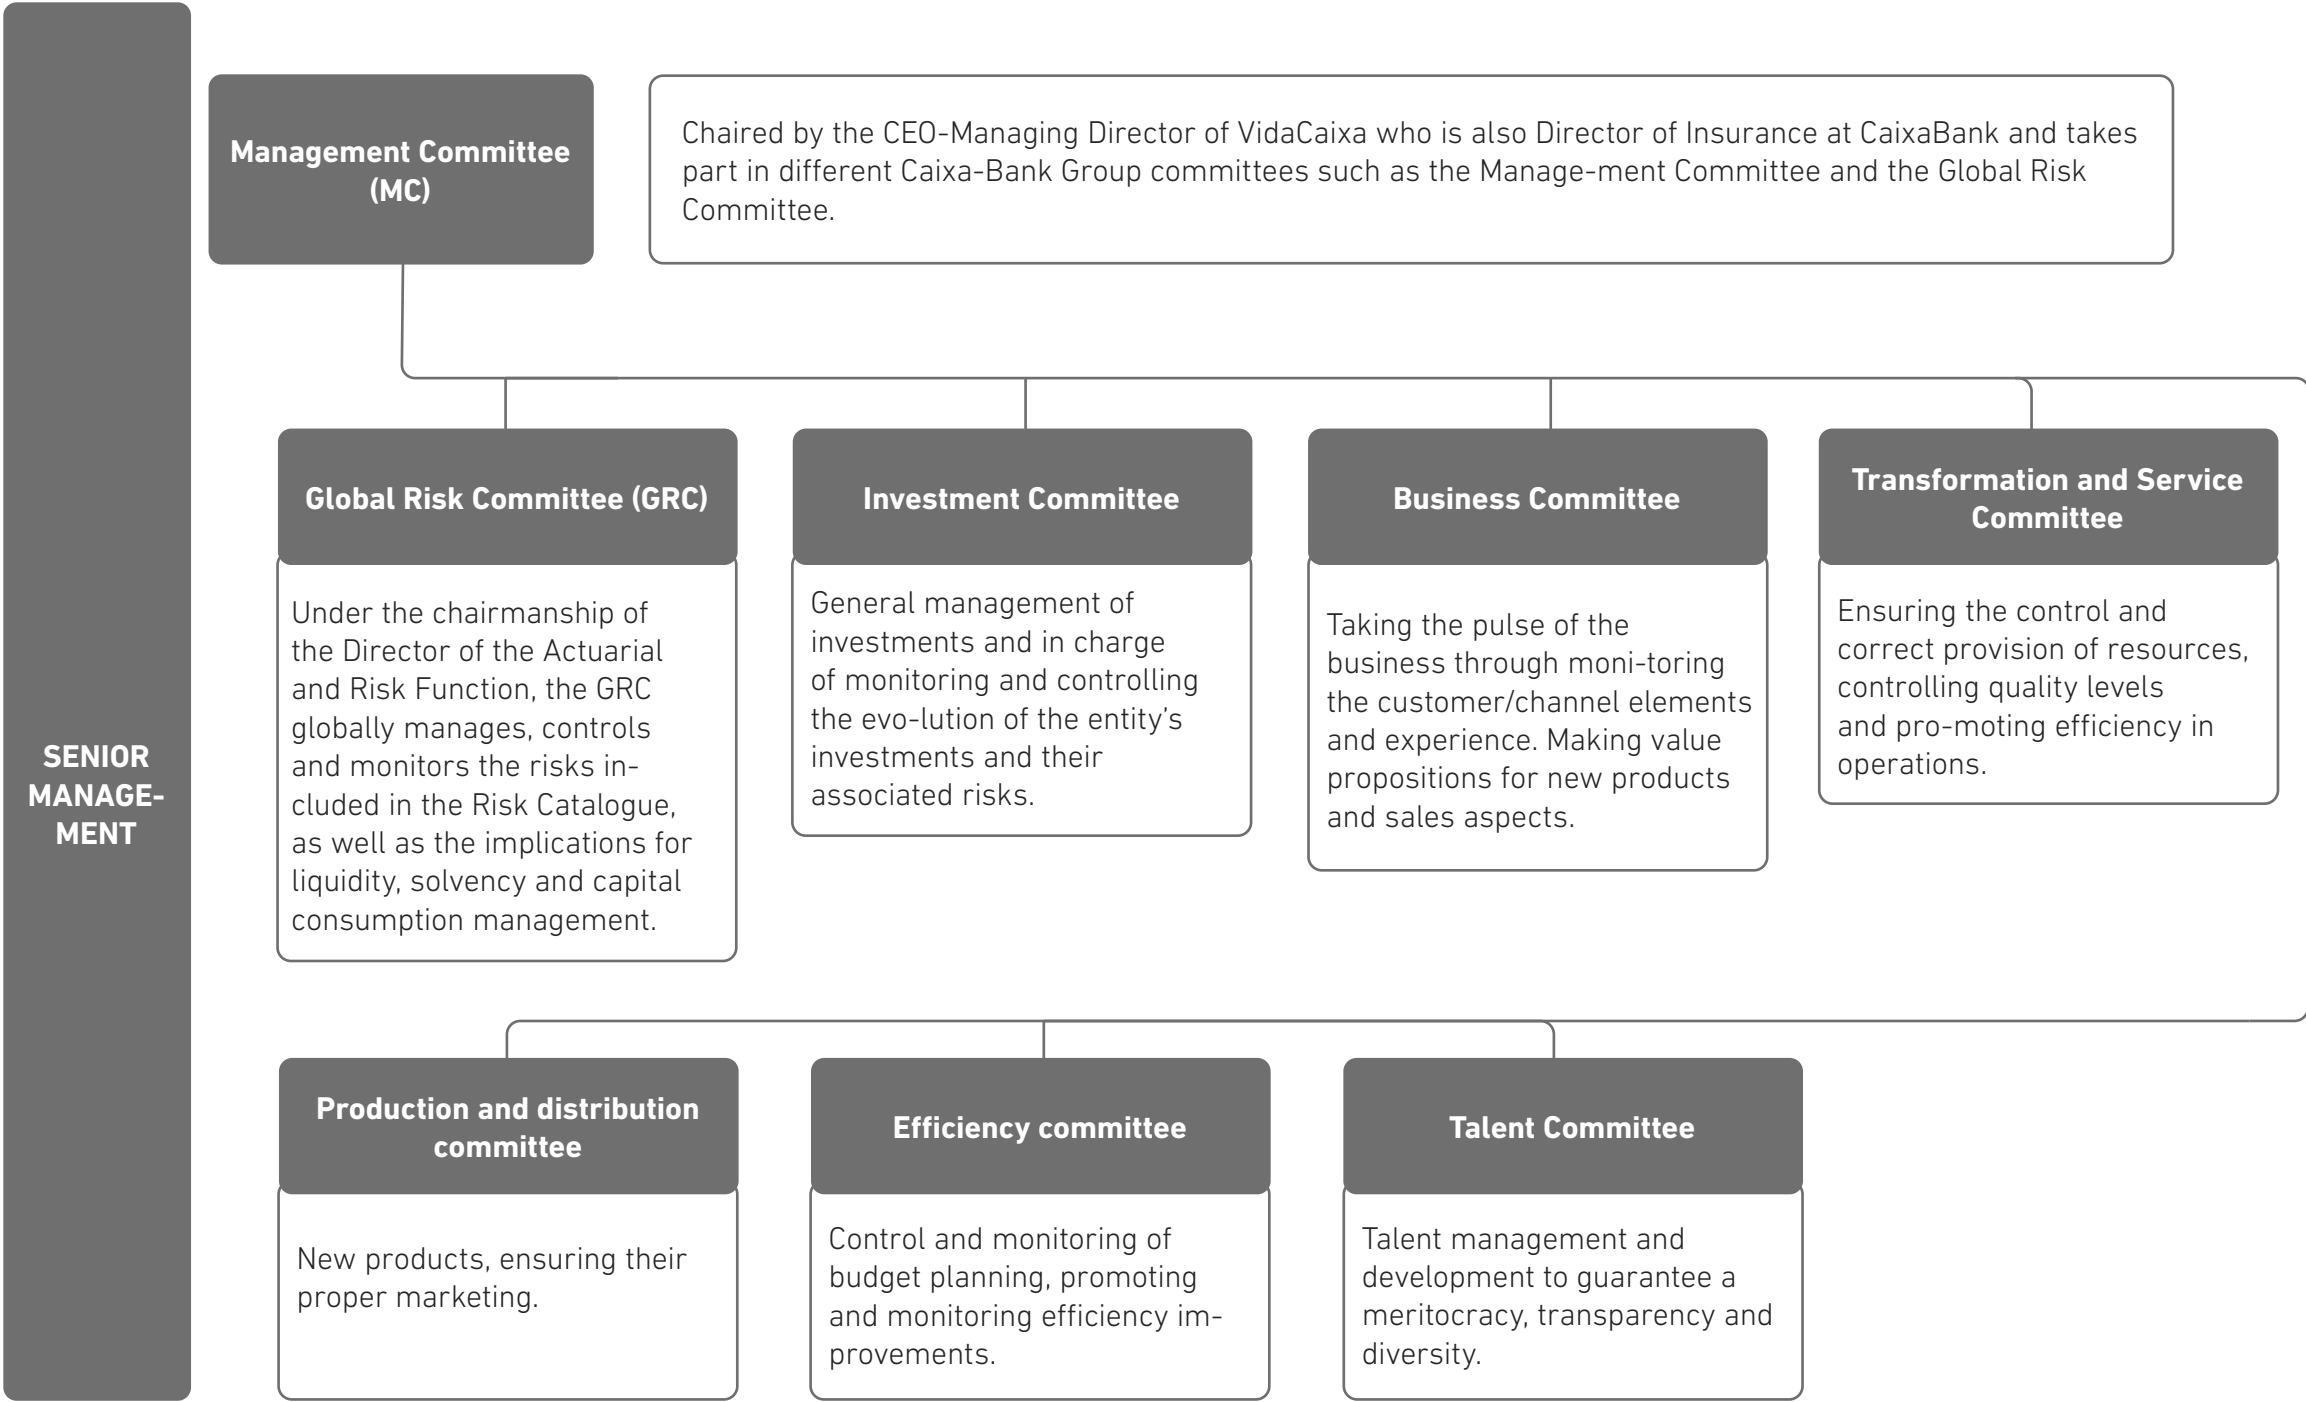 SENIOR
MANAGE-
MENT
Management Committee
(MC)
Chaired by the CEO-Managing Director of VidaCaixa who is also Director of Insurance at CaixaBank and takes
part in different Caixa-Bank Group committees such as the Manage-ment Committee and the Global Risk
Committee.
Global Risk Committee (GRC)
Under the chairmanship of
the Director of the Actuarial
and Risk Function, the GRC
globally manages, controls
and monitors the risks in-
cluded in the Risk Catalogue,
as well as the implications for
liquidity, solvency and capital
consumption management.
Investment Committee
General management of
investments and in charge
of monitoring and controlling
the evo-lution of the entity’s
investments and their
associated risks.
Business Committee
Taking the pulse of the
business through moni-toring
the customer/channel elements
and experience. Making value
propositions for new products
and sales aspects.
Transformation and Service
Committee
Ensuring the control and
correct provision of resources,
controlling quality levels
and pro-moting efficiency in
operations.
Production and distribution
committee
New products, ensuring their
proper marketing.
Efficiency committee
Control and monitoring of
budget planning, promoting
and monitoring efficiency im-
provements.
Talent Committee
Talent management and
development to guarantee a
meritocracy, transparency and
diversity.